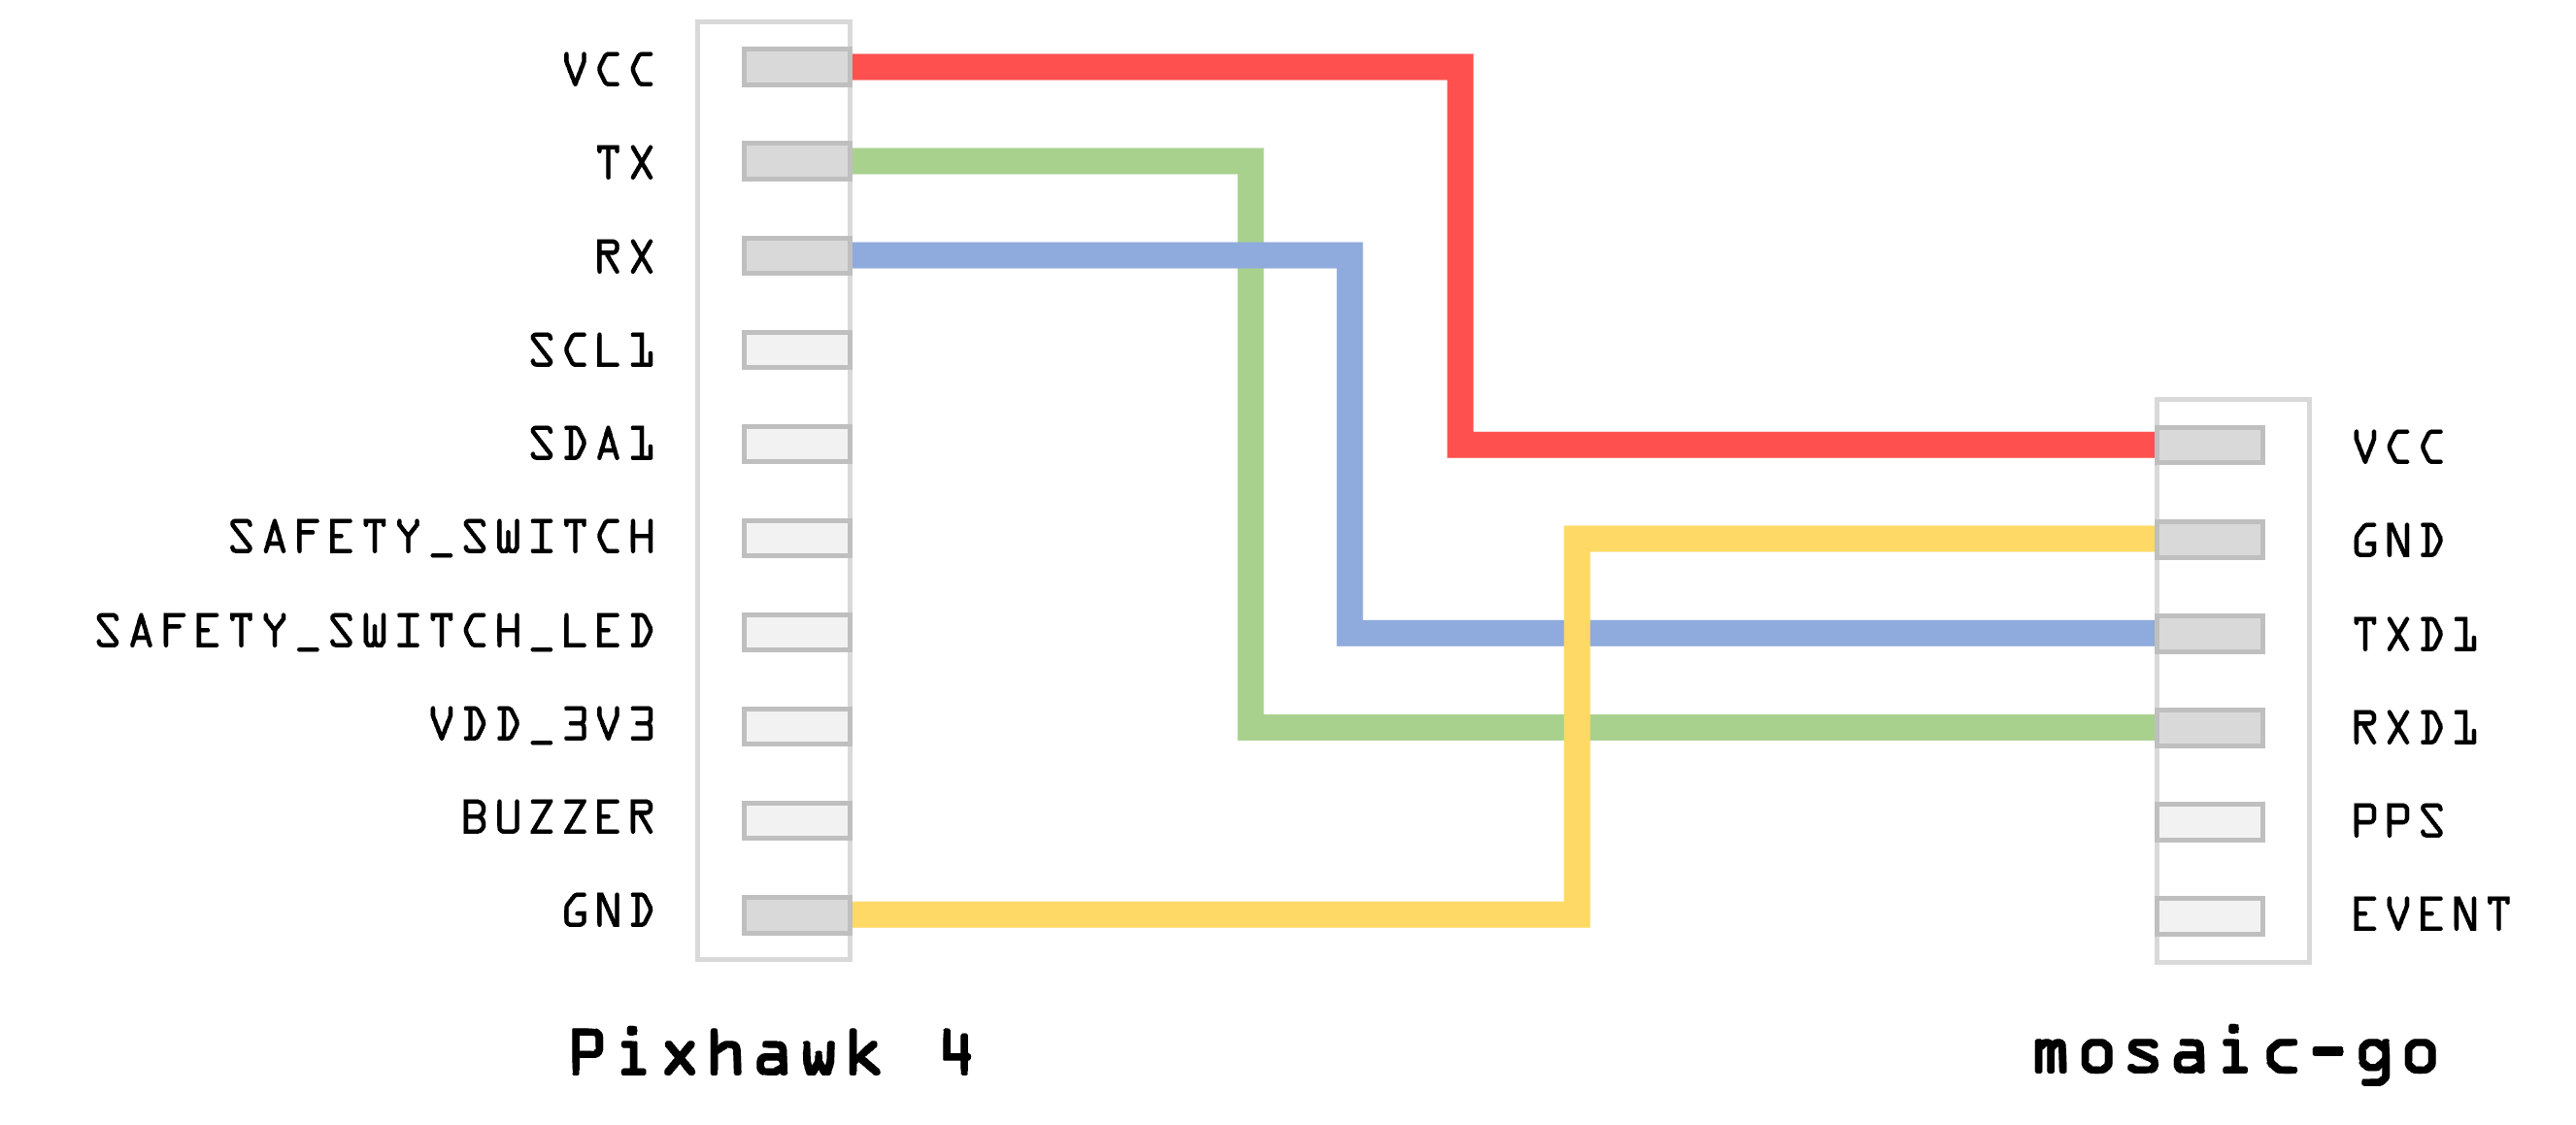 VCC
TX
RX
SCL1
SDA1
SAFETY_SWITCH
SAFETY_SWITCH_LED
VDD_3V3
BUZZER
GND
Pixhawk 4
VCC
GND
TXD1
RXD1
PPS
EVENT
mosaic-go